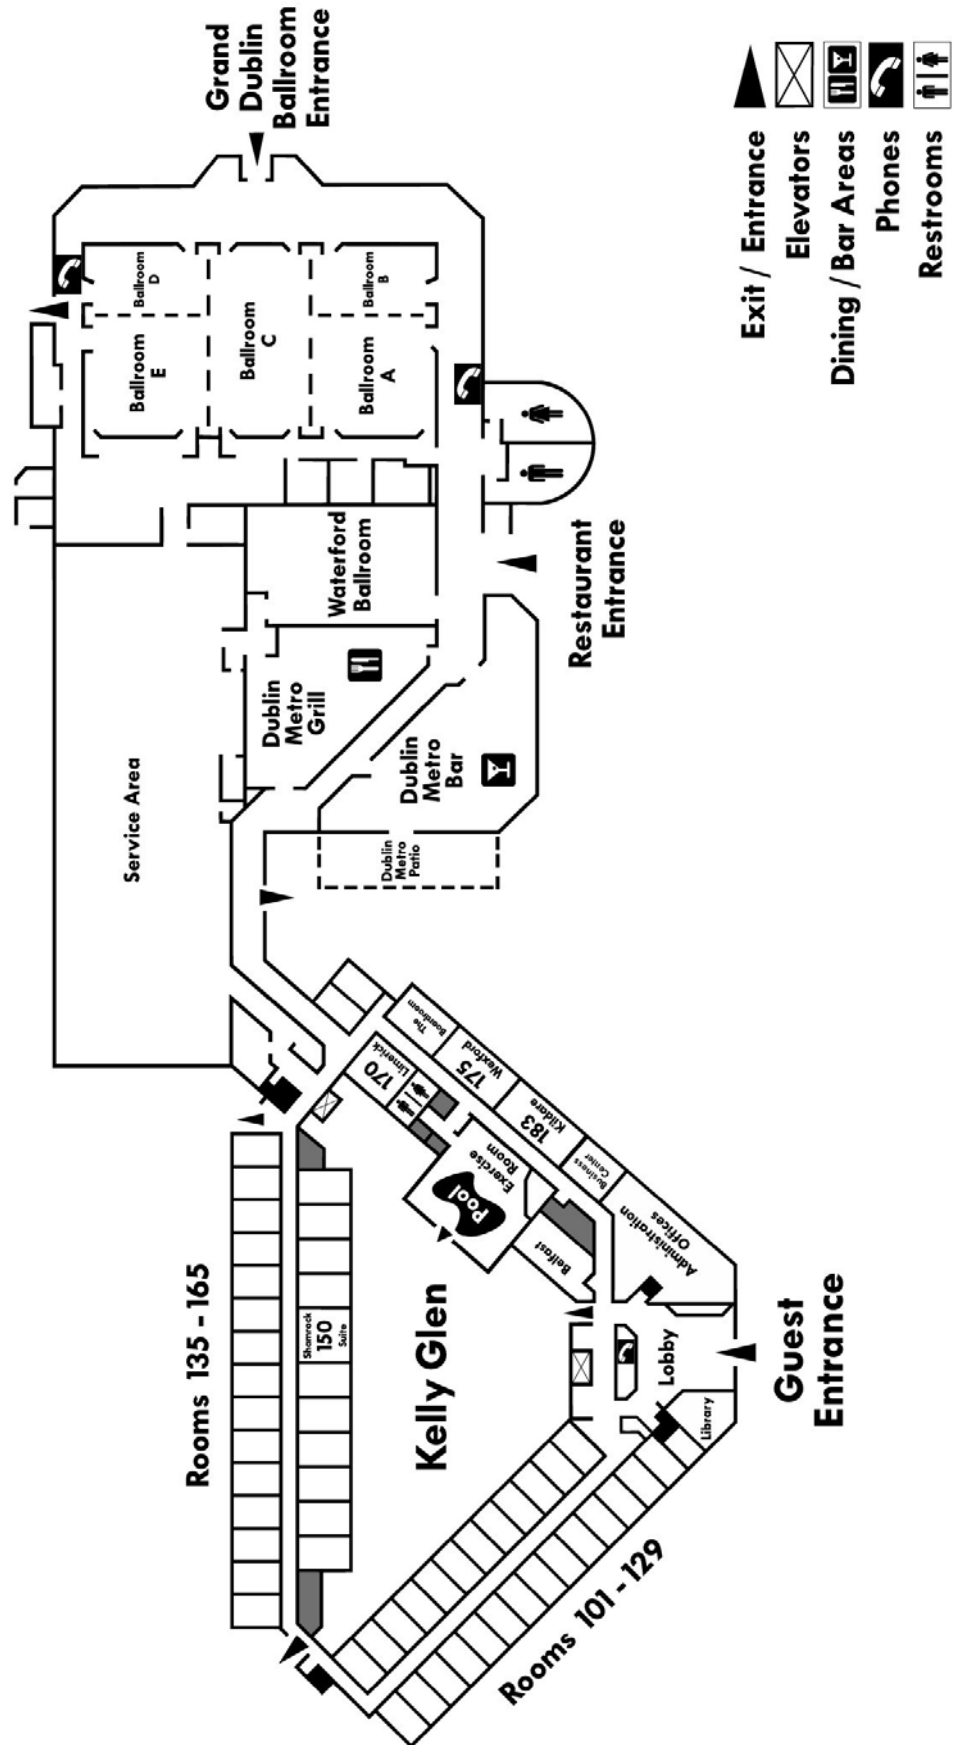 Grand
Dublin
Ballroom
Entrance
Exit / Entrance
Elevators
Dining / Bar Areas
Phones
Restrooms
Ballroom
D
Ballroom
E
Ballroom
C
Ballroom
B
Ballroom
A
Waterford
Ballroom
Restaurant
Entrance
Dublin
Metro
Grill
Dublin
Metro
Bar
Dublin
Metro
Patio
Service Area
The
Boardroom
Wexford
175
Kildare
183
Business
Center
Administration
Offices
Limerick
170
Exercise
Room
Pool
Belfast
Rooms 135 - 165
Shamrock
150
Suite
Kelly Glen
Lobby
Library
Guest
Entrance
Rooms 101 - 129